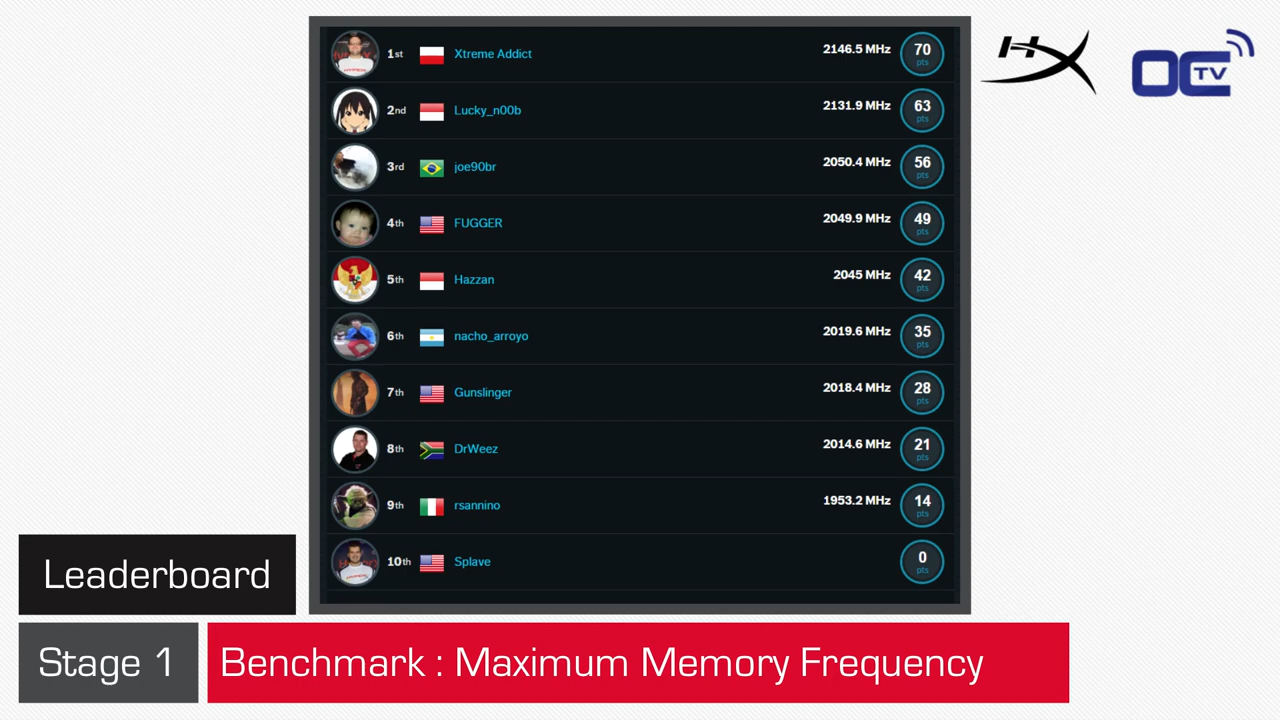 1st Xtreme Addict 2146.5 MHz 70 pts
2nd Lucky_n00b 2131.9 MHz 63 pts
3rd joe90br 2050.4 MHz 56 pts
4th FUGGER 2049.9 MHz 49 pts
5th Hazzan 2045 MHz 42 pts
6th nacho_arroyo 2019.6 MHz 35 pts
7th Gunslinger 2018.4 MHz 28 pts
8th DrWeez 2014.6 MHz 21 pts
9th rsannino 1953.2 MHz 14 pts
10th Splave 0 pts
HX
OC TV
Leaderboard
Stage 1
Benchmark : Maximum Memory Frequency